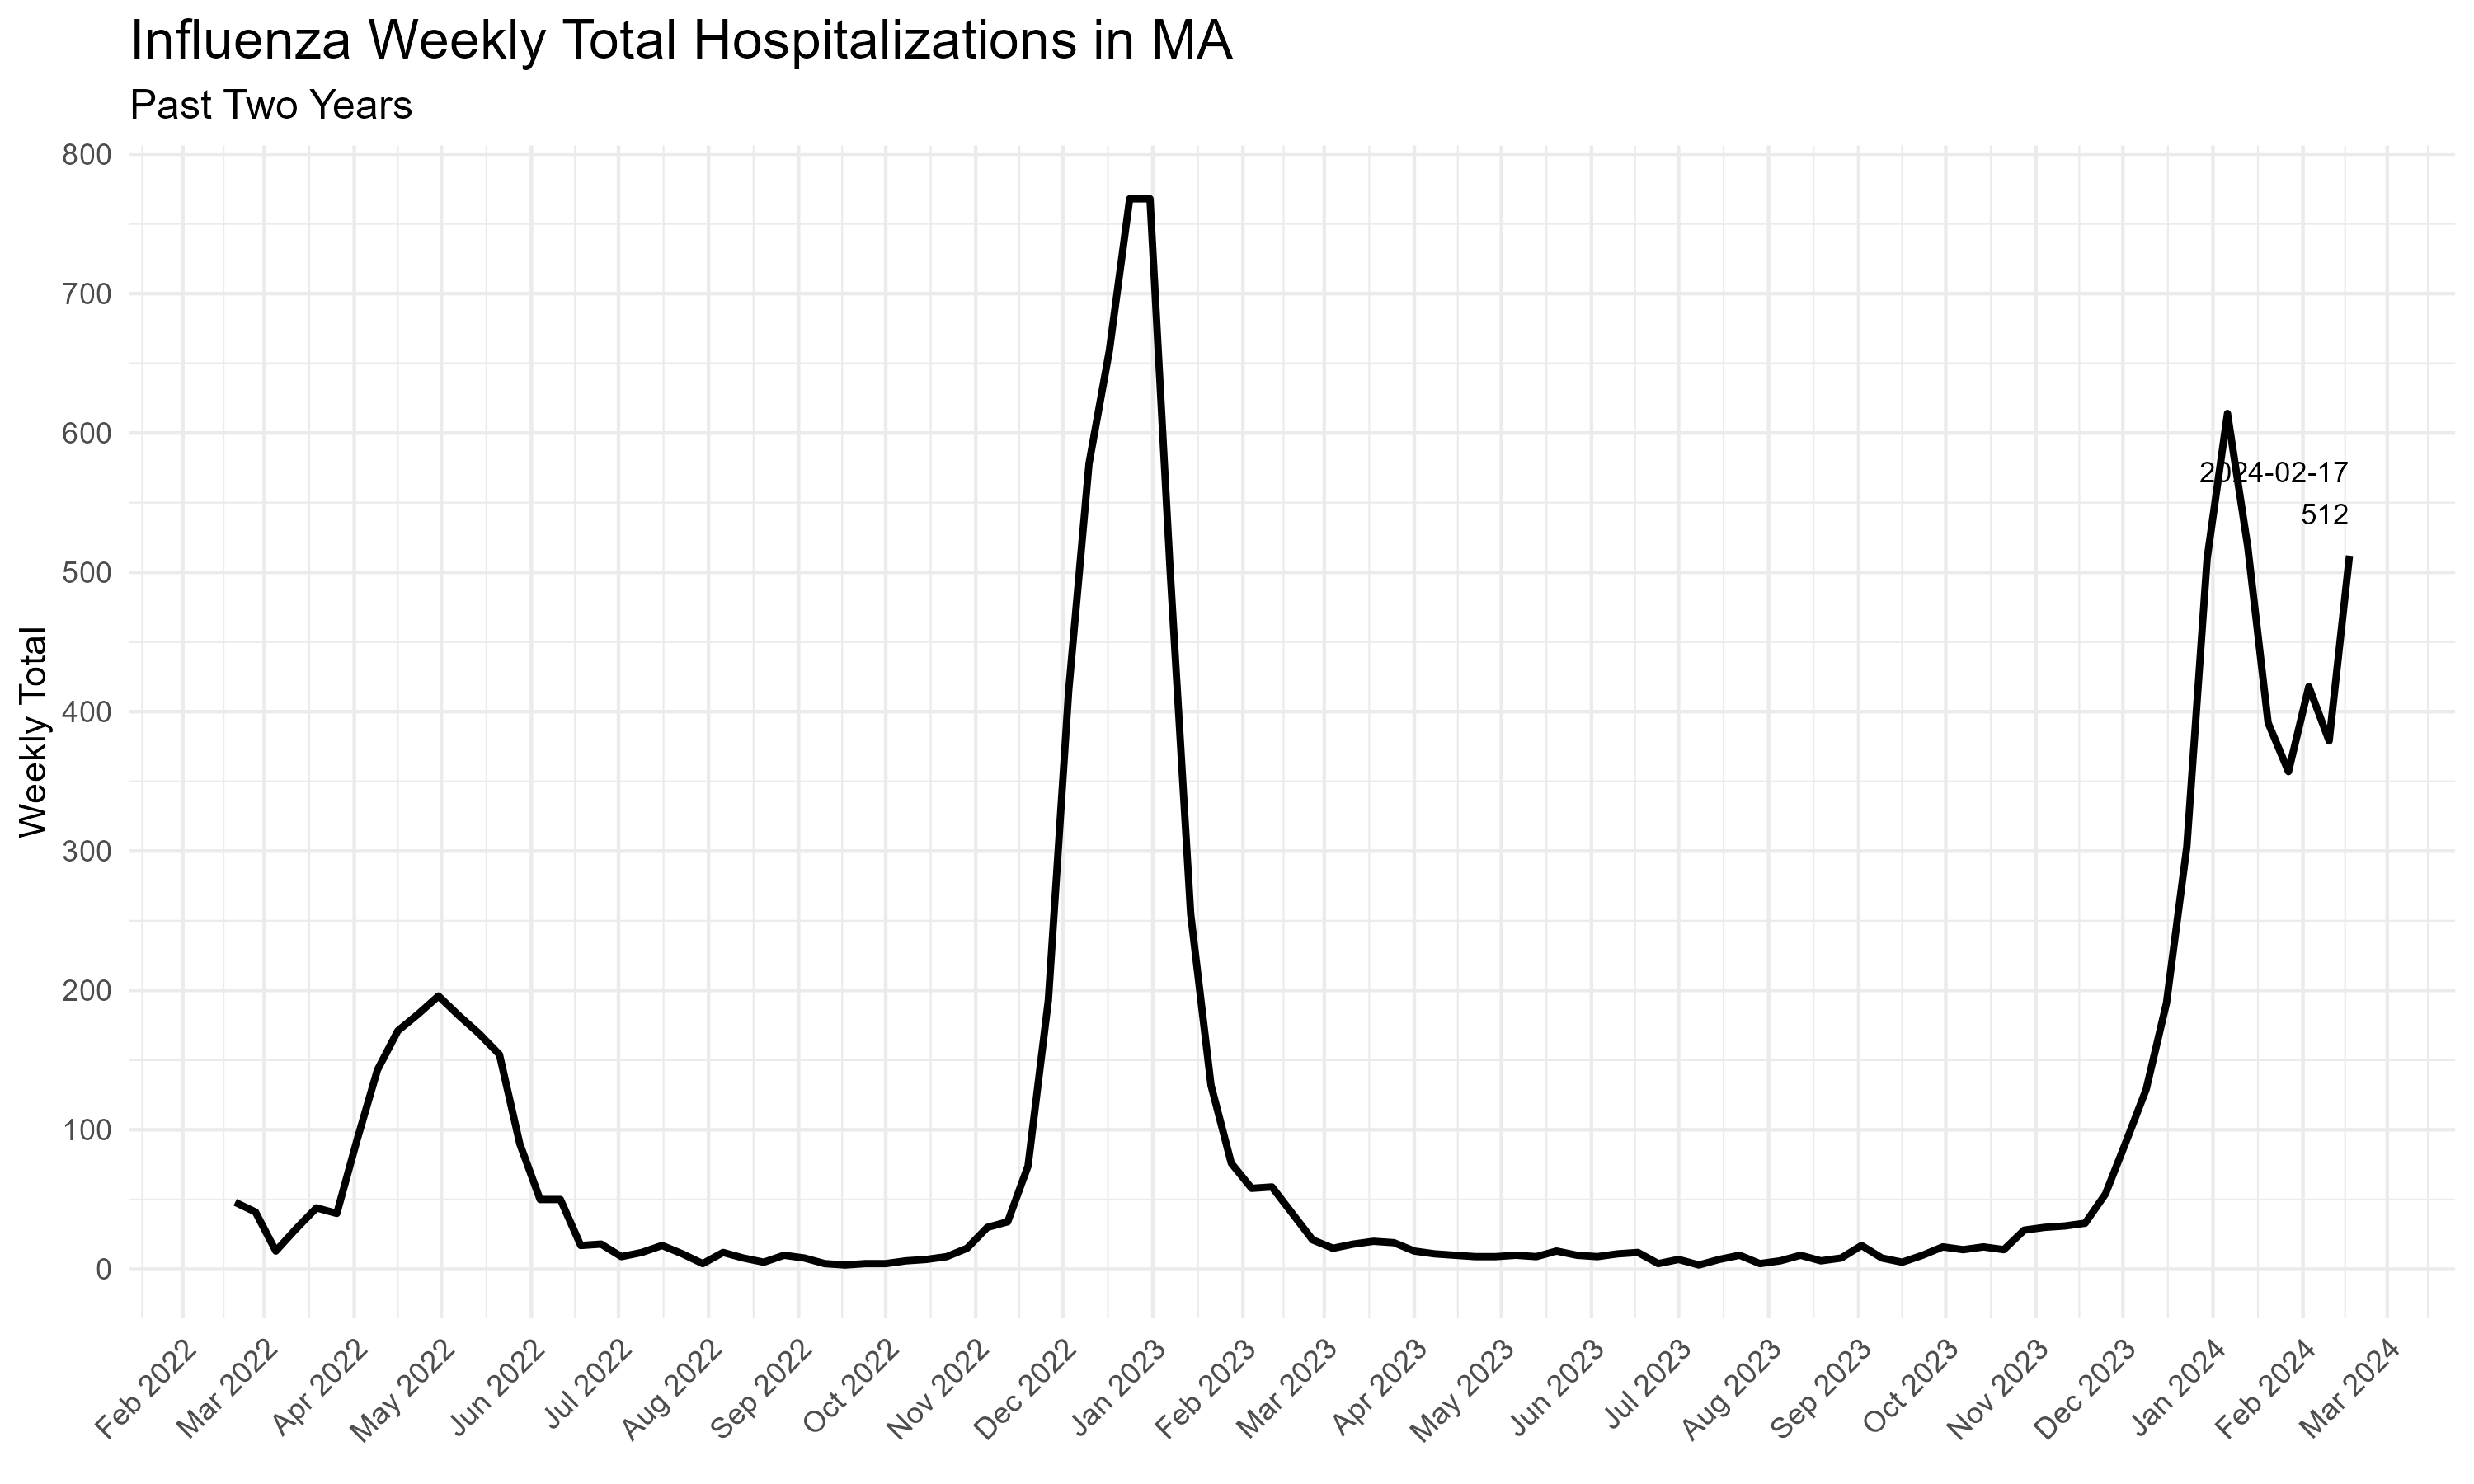 Influenza Weekly Total Hospitalizations in MA
Past Two Years
800
700
600
500
400
300
200
100
0
Weekly Total
2024-02-17
512
Feb 2022
Mar 2022
Apr 2022
May 2022
Jun 2022
Jul 2022
Aug 2022
Sep 2022
Oct 2022
Nov 2022
Dec 2022
Jan 2023
Feb 2023
Mar 2023
Apr 2023
May 2023
Jun 2023
Jul 2023
Aug 2023
Sep 2023
Oct 2023
Nov 2023
Dec 2023
Jan 2024
Feb 2024
Mar 2024